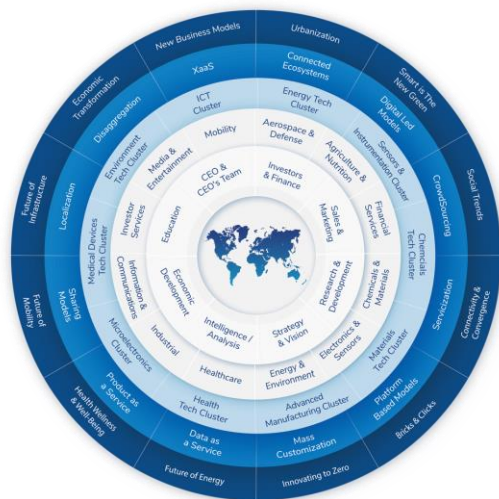 New Business Models
Urbanization
Smart is The
New Green
Social Trends
Connectivity &
Convergence
Bricks & Clicks
Innovating to Zero
Future of Energy
Health Wellness
& Well-Being
Future of
Mobility
Future of
Infrastructure
Economic
Transformation
XaaS
Connected
Ecosystems
Digital Led
Models
CrowdSourcing
Servicization
Platform
Based Models
Mass
Customization
Data as
a Service
Product as
a Service
Sharing
Models
Localization
Disaggregation
ICT
Cluster
Energy Tech
Cluster
Sensors &
Instrumentation Cluster
Chemcials
Tech Cluster
Materials
Tech Cluster
Advanced
Manufacturing Cluster
Health
Tech Cluster
Microelectronics
Cluster
Medical Devices
Tech Cluster
Environment
Tech Cluster
Mobility
Aerospace &
Defense
Agriculture &
Nutrition
Financial
Services
Chemicals &
Materials
Electronics &
Sensors
Energy &
Environment
Healthcare
Industrial
Information &
Communications
Investor
Services
Education
Media &
Entertainment
CEO &
CEO's Team
Investors
& Finance
Sales &
Marketing
Research &
Development
Strategy
& Vision
Intelligence /
Analysis
Economic
Development